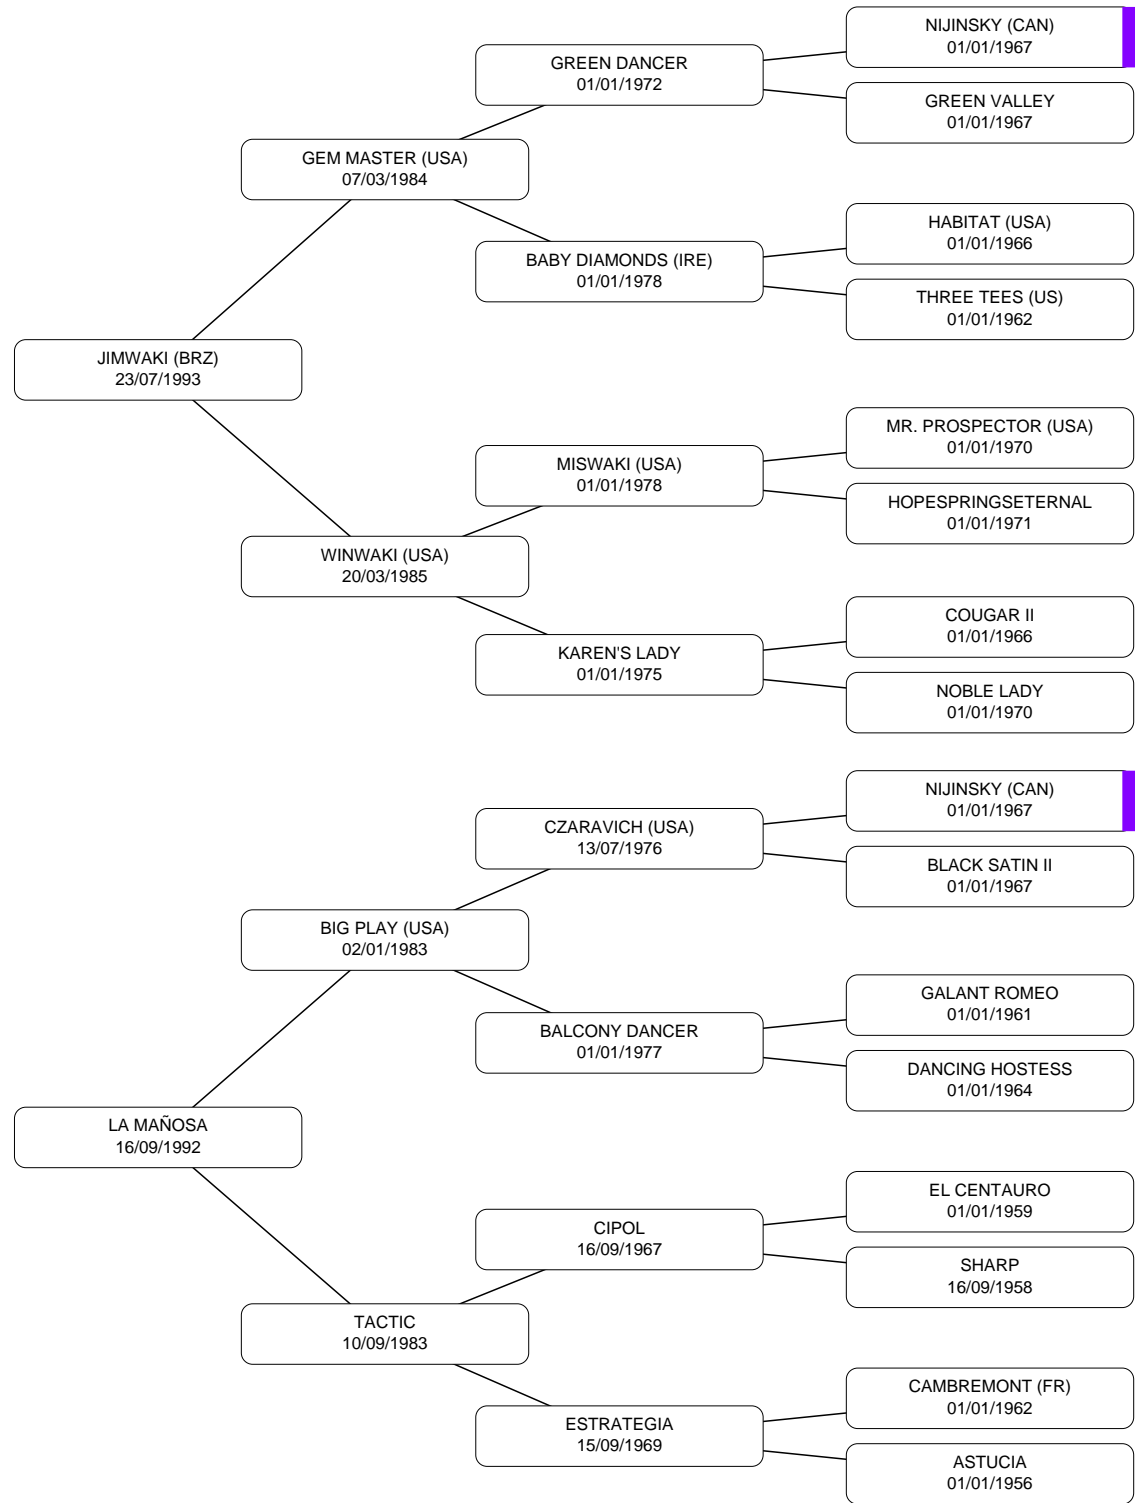 NIJINSKY (CAN)
01/01/1967
GREEN DANCER
01/01/1972
GREEN VALLEY
01/01/1967
GEM MASTER (USA)
07/03/1984
HABITAT (USA)
01/01/1966
BABY DIAMONDS (IRE)
01/01/1978
THREE TEES (US)
01/01/1962
JIMWAKI (BRZ)
23/07/1993
MR. PROSPECTOR (USA)
01/01/1970
MISWAKI (USA)
01/01/1978
HOPESPRINGSETERNAL
01/01/1971
WINWAKI (USA)
20/03/1985
COUGAR II
01/01/1966
KAREN'S LADY
01/01/1975
NOBLE LADY
01/01/1970
NIJINSKY (CAN)
01/01/1967
CZARAVICH (USA)
13/07/1976
BLACK SATIN II
01/01/1967
BIG PLAY (USA)
02/01/1983
GALANT ROMEO
01/01/1961
BALCONY DANCER
01/01/1977
DANCING HOSTESS
01/01/1964
LA MAÑOSA
16/09/1992
EL CENTAURO
01/01/1959
CIPOL
16/09/1967
SHARP
16/09/1958
TACTIC
10/09/1983
CAMBREMONT (FR)
01/01/1962
ESTRATEGIA
15/09/1969
ASTUCIA
01/01/1956